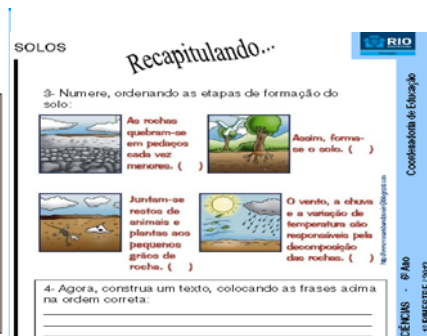 SOLOS
Recapitulando...
RIO
3- Numere, ordenando as etapas de formação do
solo:
As rochas
quebram-se
em pedaços
cada vez
menores. (    )
Assim, forma-
se o solo. (    )
Juntam-se
restos de
animais e
plantas aos
pequenos
grãos de
rocha. (    )
O vento, a chuva
e a variação de
temperatura são
responsáveis pela
decomposição
das rochas. (    )
4- Agora, construa um texto, colocando as frases acima
na ordem correta:
Coordenadoria de Educação
CIÊNCIAS - 6º Ano